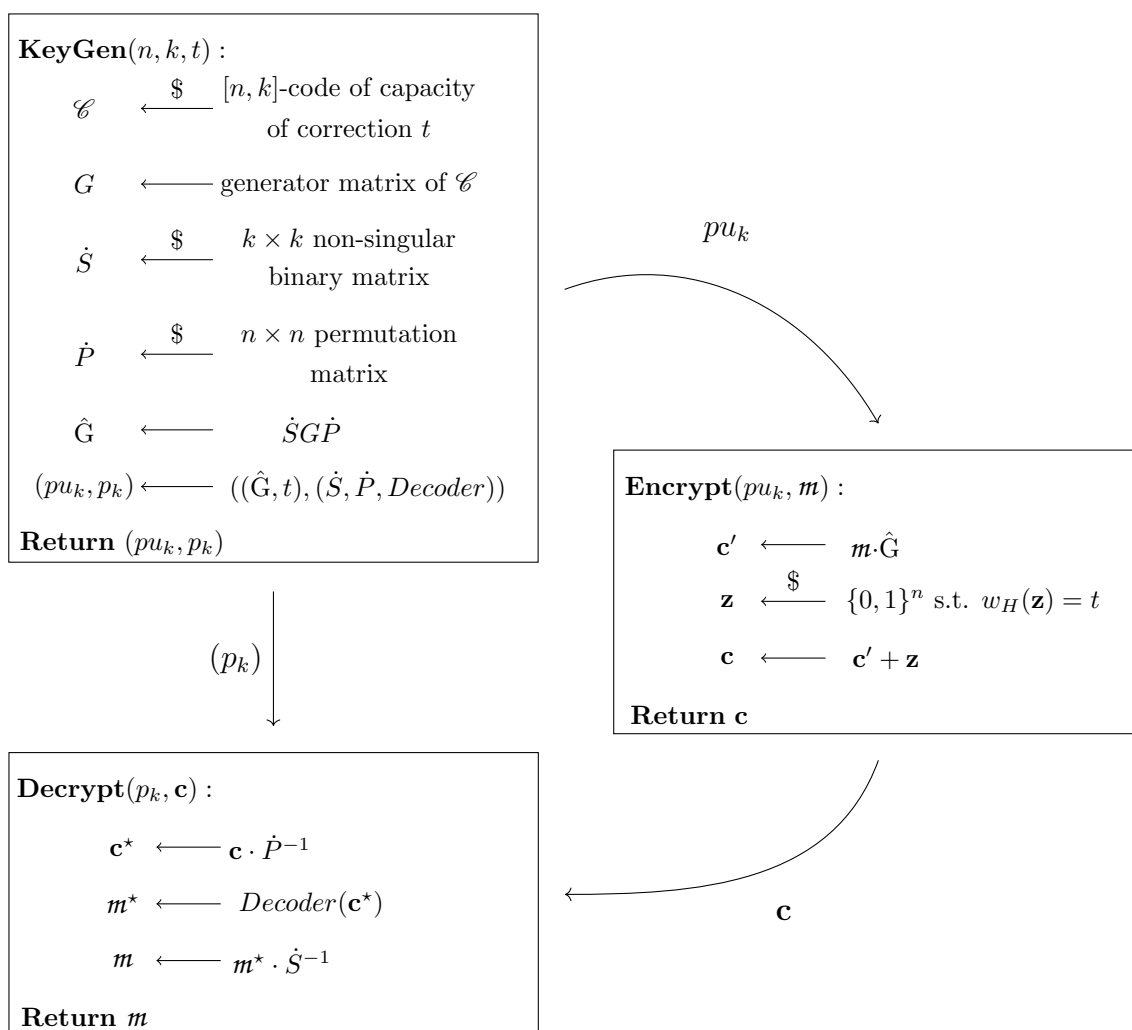 KeyGen(n, k, t) :
𝒞 ←$ [n, k]-code of capacity
of correction t
G ← generator matrix of 𝒞
Ṡ ←$ k × k non-singular
binary matrix
Ṗ ←$ n × n permutation
matrix
Ĝ ← ṠGṖ
(pu_k, p_k) ← ((Ĝ, t), (Ṡ, Ṗ, Decoder))
Return (pu_k, p_k)
pu_k
Encrypt(pu_k, m) :
c′ ← m·Ĝ
z ←$ {0, 1}^n s.t. w_H(z) = t
c ← c′ + z
Return c
(p_k)
Decrypt(p_k, c) :
c⋆ ← c · Ṗ^{−1}
m⋆ ← Decoder(c⋆)
m ← m⋆ · Ṡ^{−1}
Return m
c